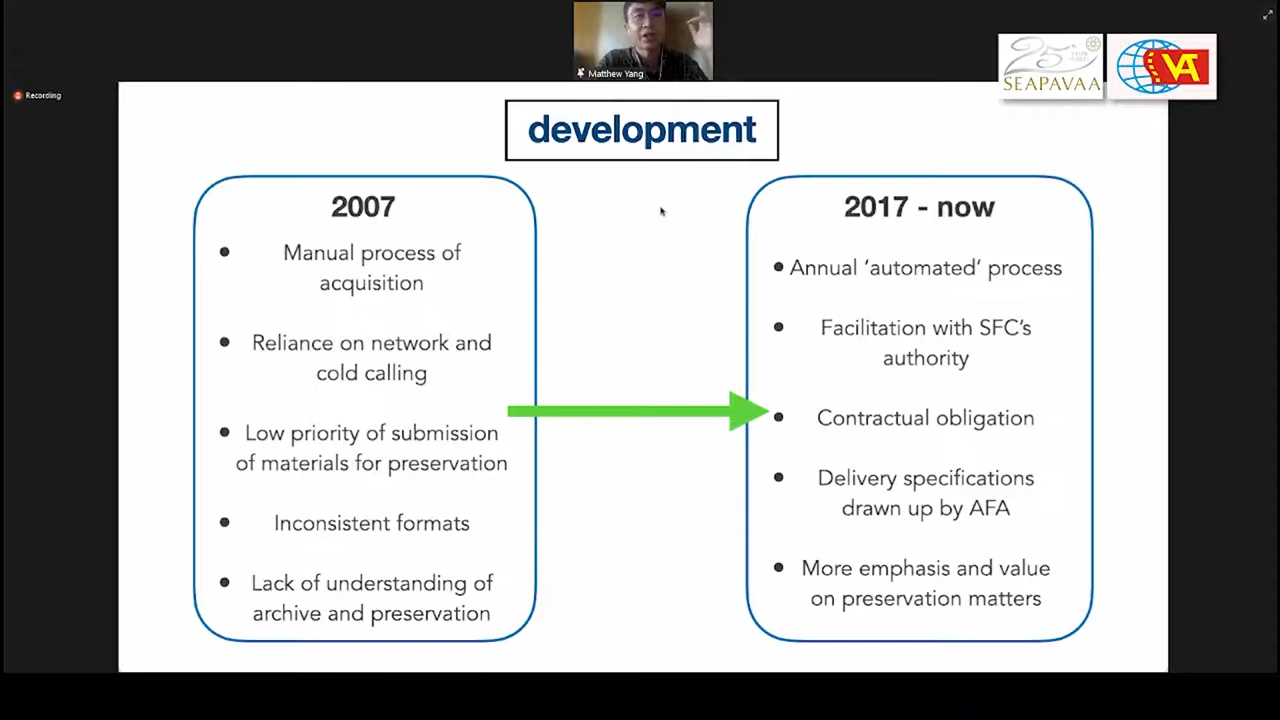 Matthew Yang
Recording
25
SEAPAVAA
VA
development
2007
• Manual process of
acquisition
• Reliance on network and
cold calling
• Low priority of submission
of materials for preservation
• Inconsistent formats
• Lack of understanding of
archive and preservation
2017 - now
• Annual ‘automated’ process
• Facilitation with SFC’s
authority
• Contractual obligation
• Delivery specifications
drawn up by AFA
• More emphasis and value
on preservation matters